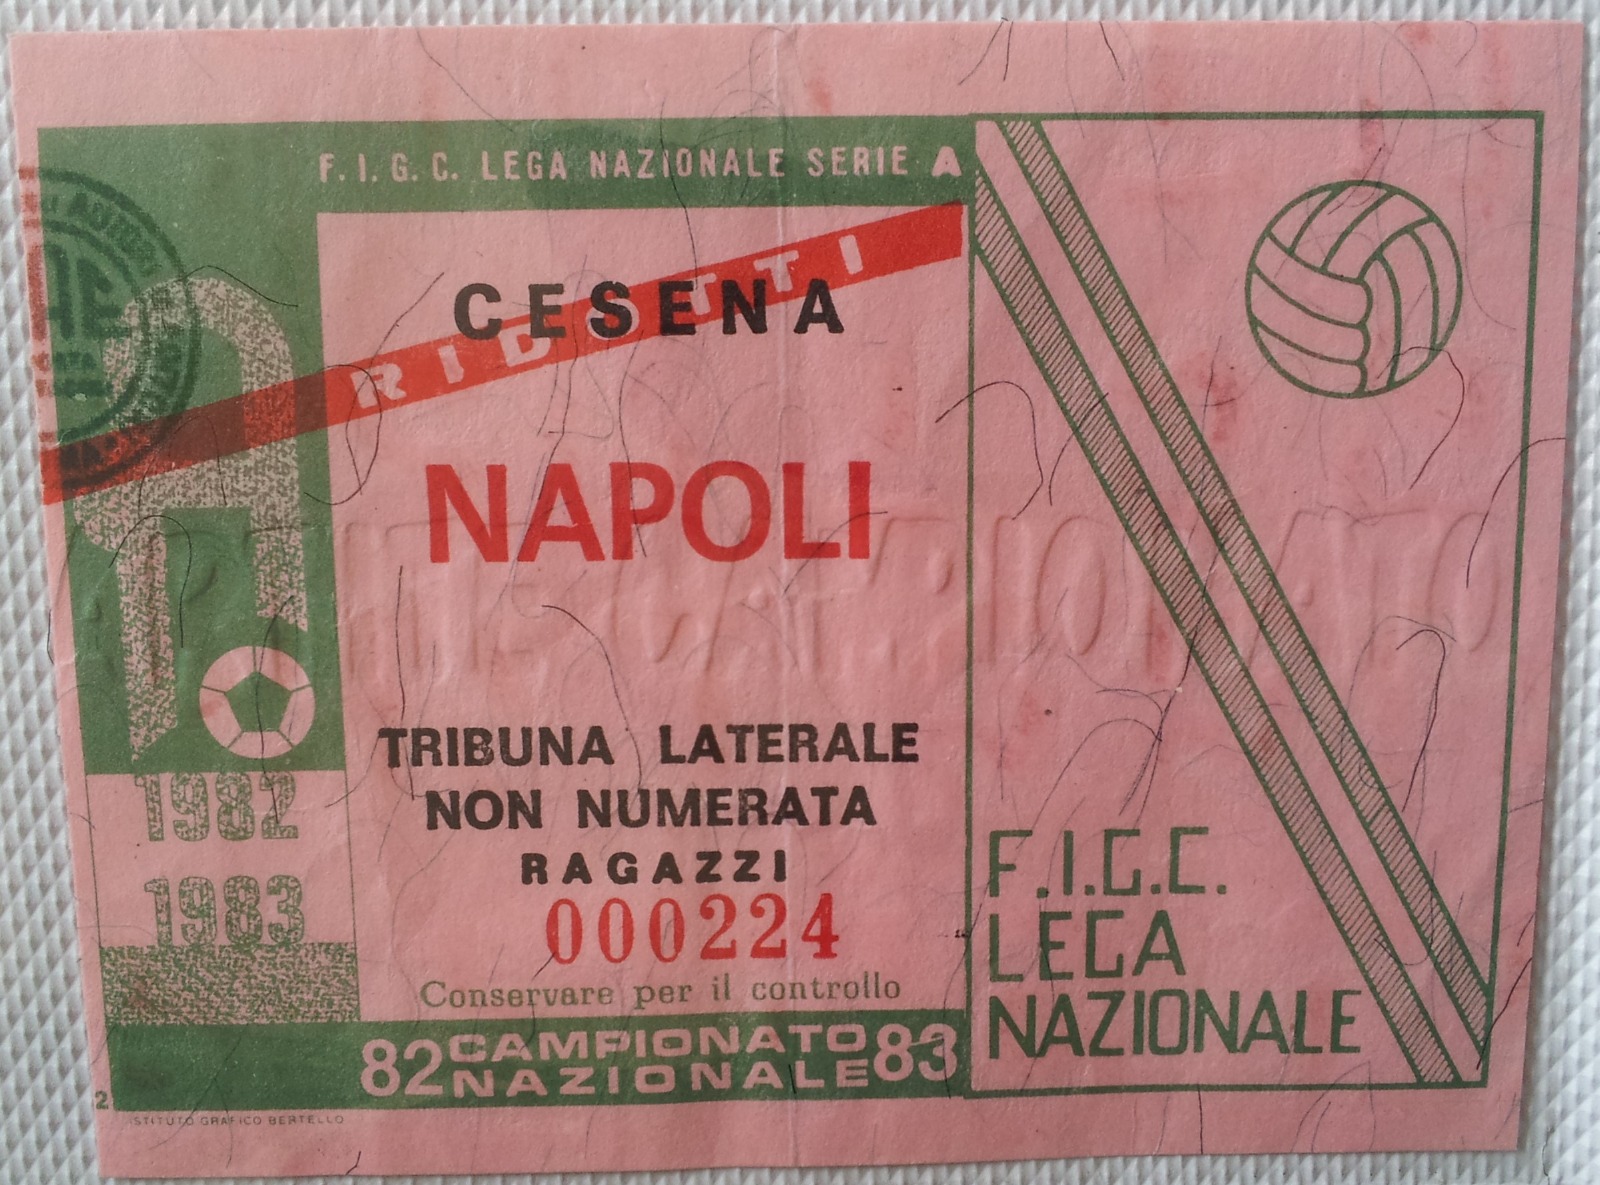 F.I.G.C. LEGA NAZIONALE SERIE A
RIDOTTI
CESENA
NAPOLI
TRIBUNA LATERALE
NON NUMERATA
RAGAZZI
000224
Conservare per il controllo
1982
1983
82 CAMPIONATO NAZIONALE 83
2
ISTITUTO GRAFICO BERTELLO
F.I.G.C.
LEGA
NAZIONALE